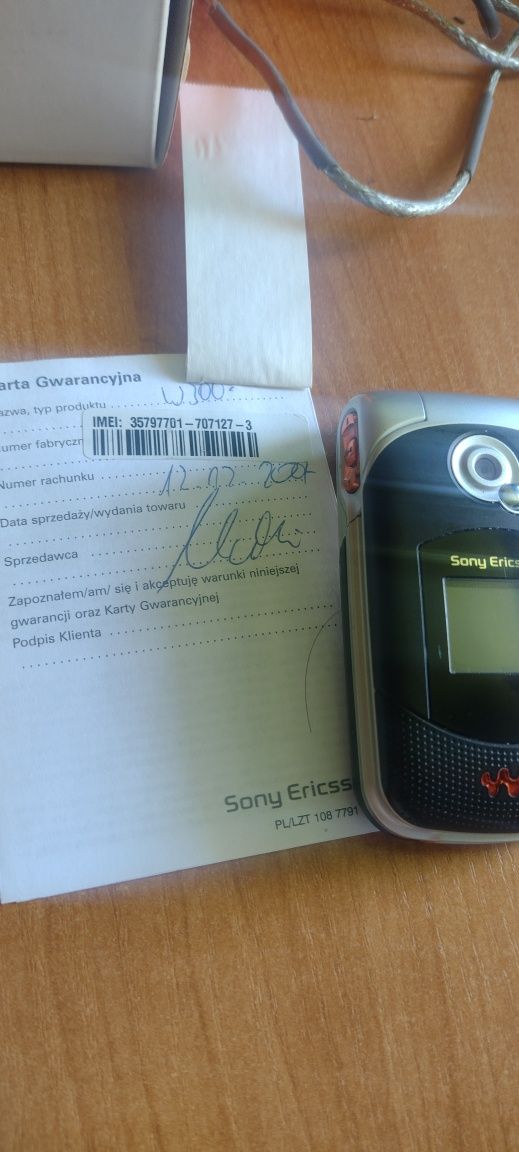 arta Gwarancyjna
azwa, typ produktu W300i
IMEI: 35797701-707127-3
umer fabryczn
Numer rachunku
12.02.2007
Data sprzedaży/wydania towaru
Sprzedawca
Zapoznałem/am/ się i akceptuję warunki niniejszej
gwarancji oraz Karty Gwarancyjnej
Podpis Klienta
Sony Ericss
PL/LZT 108 7791
Sony Erics